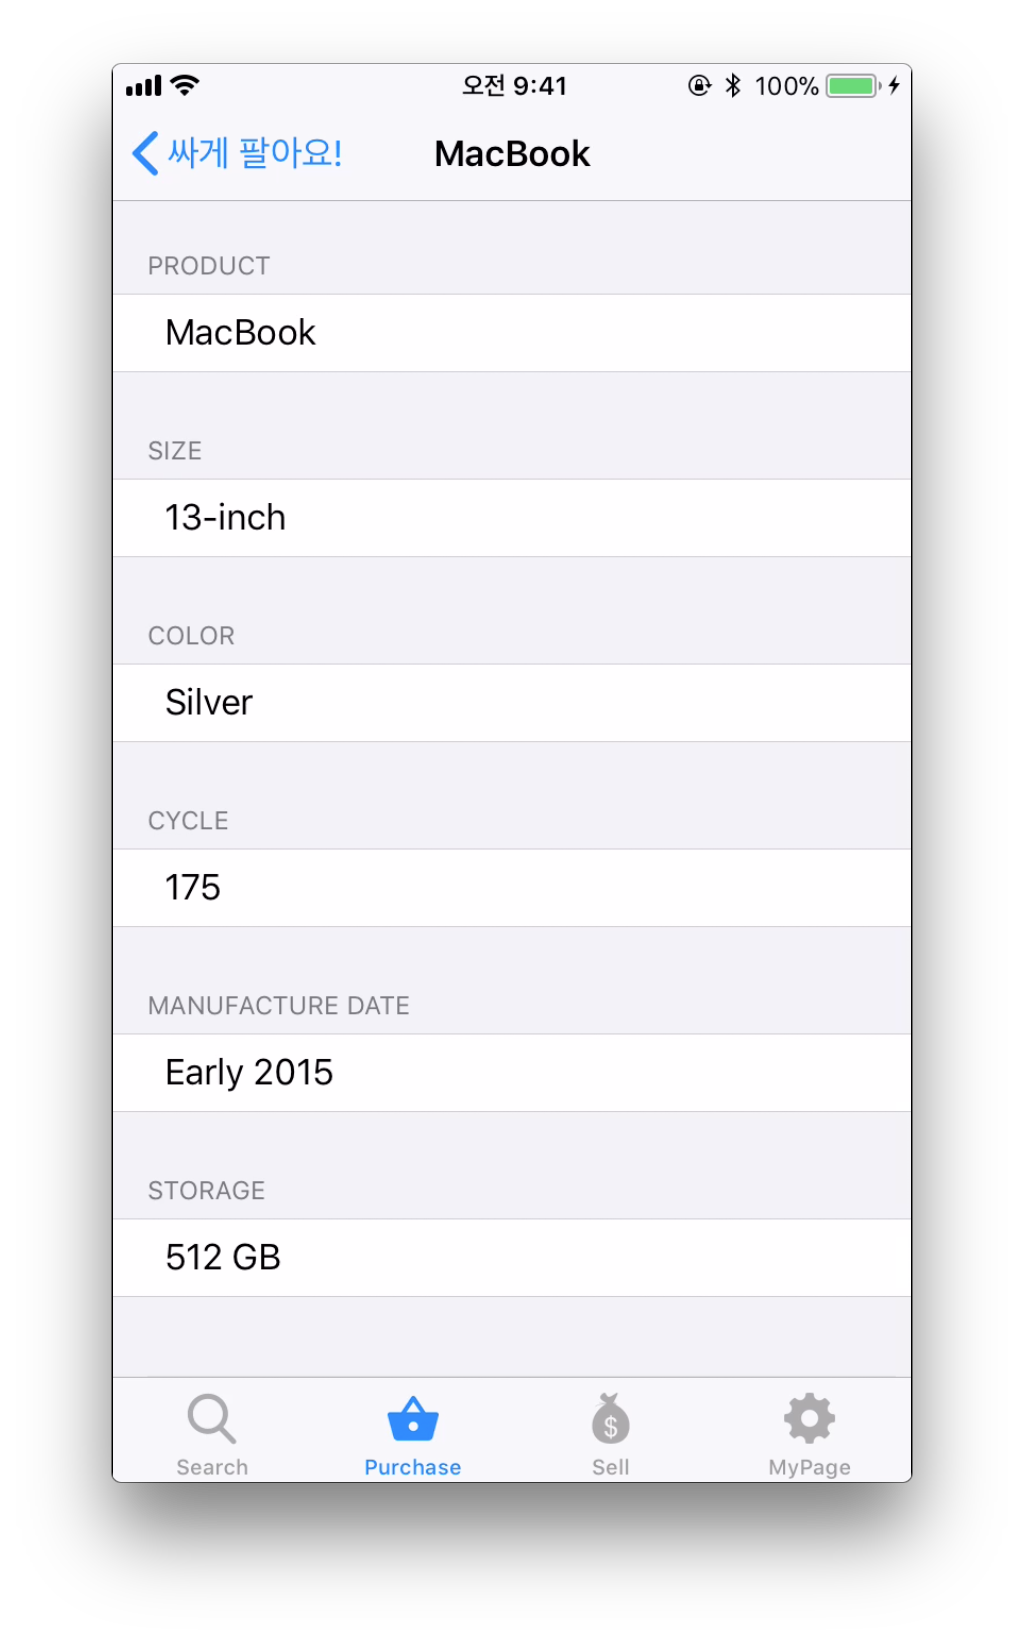 오전 9:41
100%
싸게 팔아요!
MacBook
PRODUCT
MacBook
SIZE
13-inch
COLOR
Silver
CYCLE
175
MANUFACTURE DATE
Early 2015
STORAGE
512 GB
$
Search
Purchase
Sell
MyPage